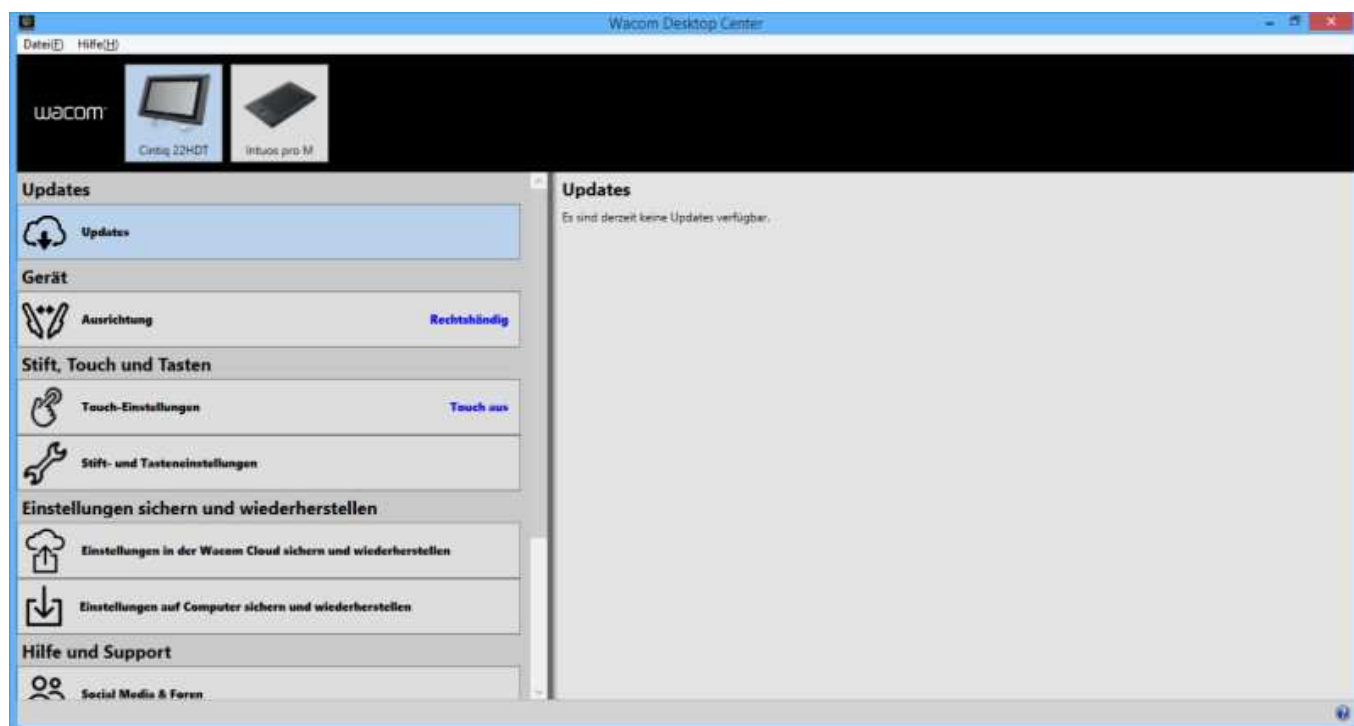 Wacom Desktop Center
Datei(F) Hilfe(H)
wacom
Cintiq 22HDT
Intuos pro M
Updates
Updates
Gerät
Ausrichtung Rechtshändig
Stift, Touch und Tasten
Touch-Einstellungen Touch aus
Stift- und Tasteneinstellungen
Einstellungen sichern und wiederherstellen
Einstellungen in der Wacom Cloud sichern und wiederherstellen
Einstellungen auf Computer sichern und wiederherstellen
Hilfe und Support
Social Media & Foren
Updates
Es sind derzeit keine Updates verfügbar.